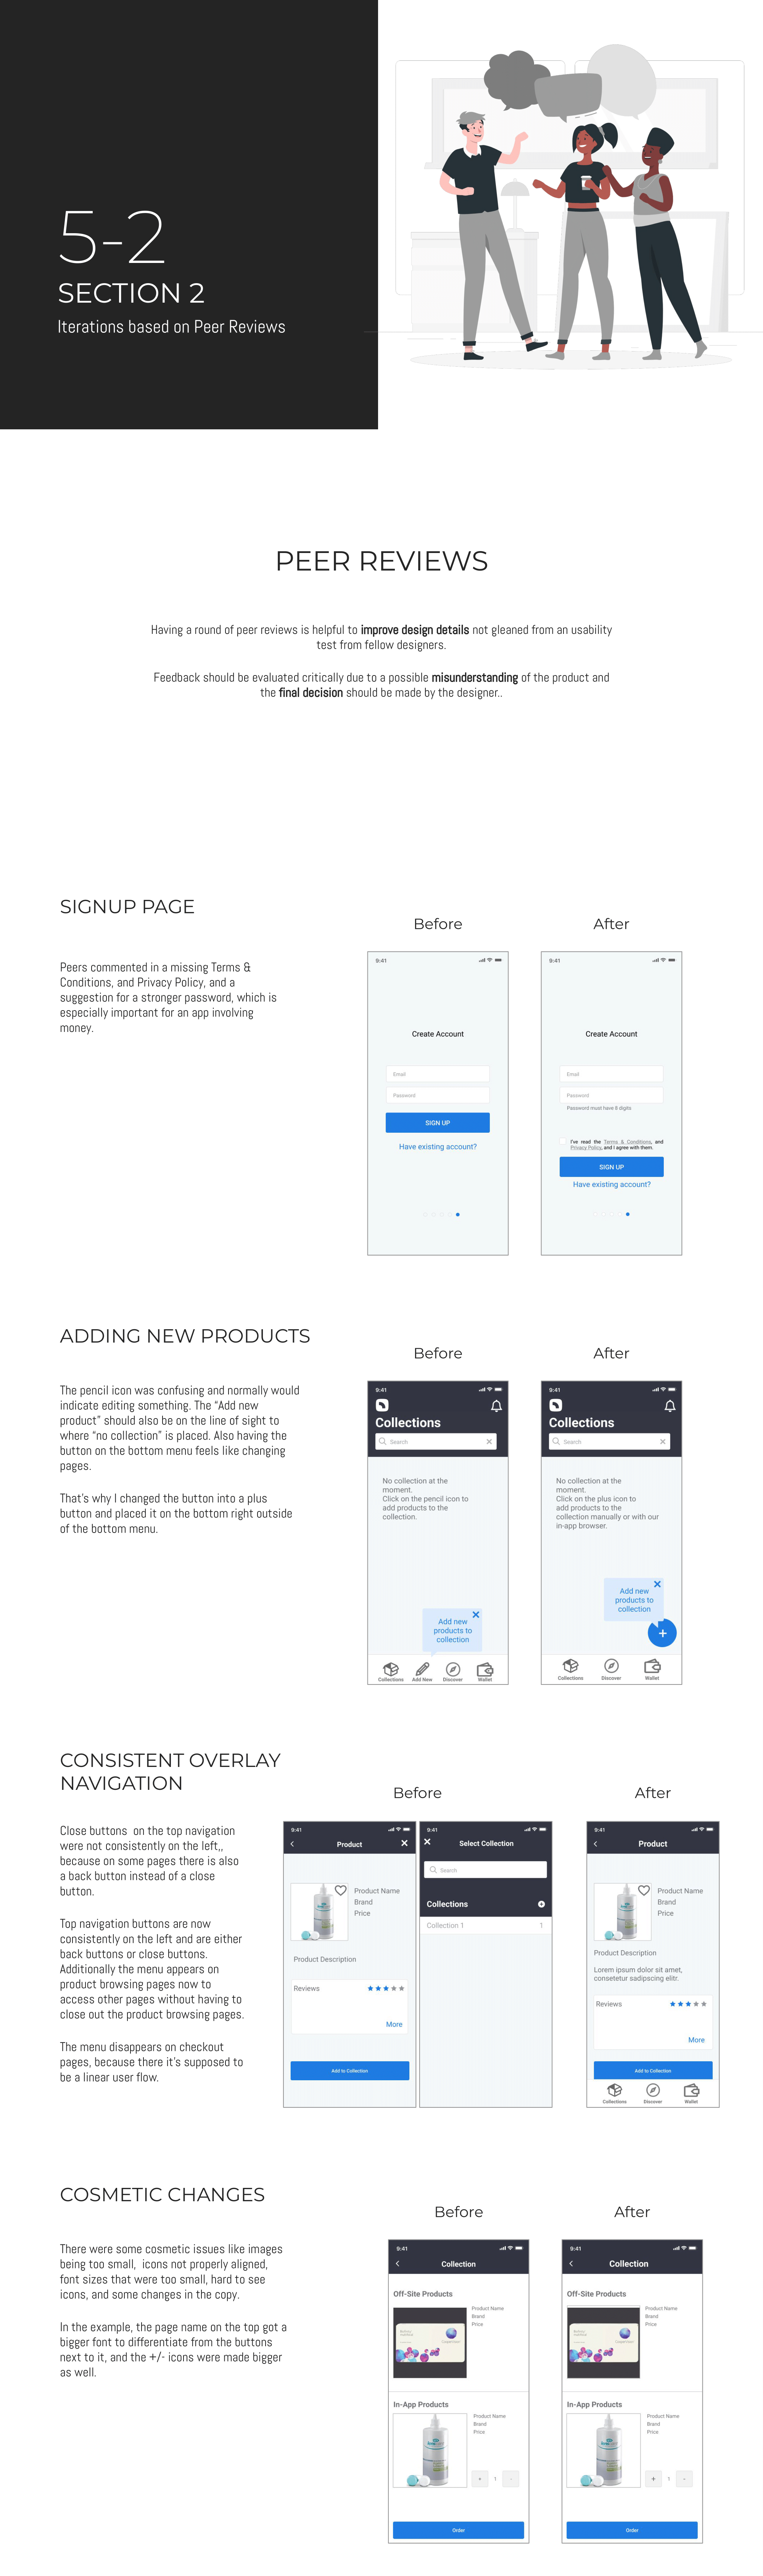 5-2
SECTION 2
Iterations based on Peer Reviews
PEER REVIEWS
Having a round of peer reviews is helpful to improve design details not gleaned from an usability
test from fellow designers.
Feedback should be evaluated critically due to a possible misunderstanding of the product and
the final decision should be made by the designer..
SIGNUP PAGE
Peers commented in a missing Terms &
Conditions, and Privacy Policy, and a
suggestion for a stronger password, which is
especially important for an app involving
money.
Before
9:41
Create Account
Email
Password
SIGN UP
Have existing account?
After
9:41
Create Account
Email
Password
Password must have 8 digits
I've read the Terms & Conditions, and
Privacy Policy, and I agree with them.
SIGN UP
Have existing account?
ADDING NEW PRODUCTS
The pencil icon was confusing and normally would
indicate editing something. The “Add new
product” should also be on the line of sight to
where “no collection” is placed. Also having the
button on the bottom menu feels like changing
pages.
That's why I changed the button into a plus
button and placed it on the bottom right outside
of the bottom menu.
Before
9:41
Collections
Search
No collection at the
moment.
Click on the pencil icon to
add products to the
collection.
Add new
products to
collection
Collections
Add New
Discover
Wallet
After
9:41
Collections
Search
No collection at the
moment.
Click on the plus icon to
add products to the
collection manually or with our
in-app browser.
Add new
products to
collection
Collections
Discover
Wallet
CONSISTENT OVERLAY
NAVIGATION
Close buttons on the top navigation
were not consistently on the left,,
because on some pages there is also
a back button instead of a close
button.
Top navigation buttons are now
consistently on the left and are either
back buttons or close buttons.
Additionally the menu appears on
product browsing pages now to
access other pages without having to
close out the product browsing pages.
The menu disappears on checkout
pages, because there it's supposed to
be a linear user flow.
Before
9:41
Product
Product Name
Brand
Price
Product Description
Reviews
More
Add to Collection
9:41
Select Collection
Search
Collections
Collection 1
1
After
9:41
Product
Product Name
Brand
Price
Product Description
Lorem ipsum dolor sit amet,
consetetur sadipscing elitr.
Reviews
More
Add to Collection
Collections
Discover
Wallet
COSMETIC CHANGES
There were some cosmetic issues like images
being too small, icons not properly aligned,
font sizes that were too small, hard to see
icons, and some changes in the copy.
In the example, the page name on the top got a
bigger font to differentiate from the buttons
next to it, and the +/- icons were made bigger
as well.
Before
9:41
Collection
Off-Site Products
Product Name
Brand
Price
In-App Products
Product Name
Brand
Price
+ 1 -
Order
After
9:41
Collection
Off-Site Products
Product Name
Brand
Price
In-App Products
Product Name
Brand
Price
+ 1 -
Order